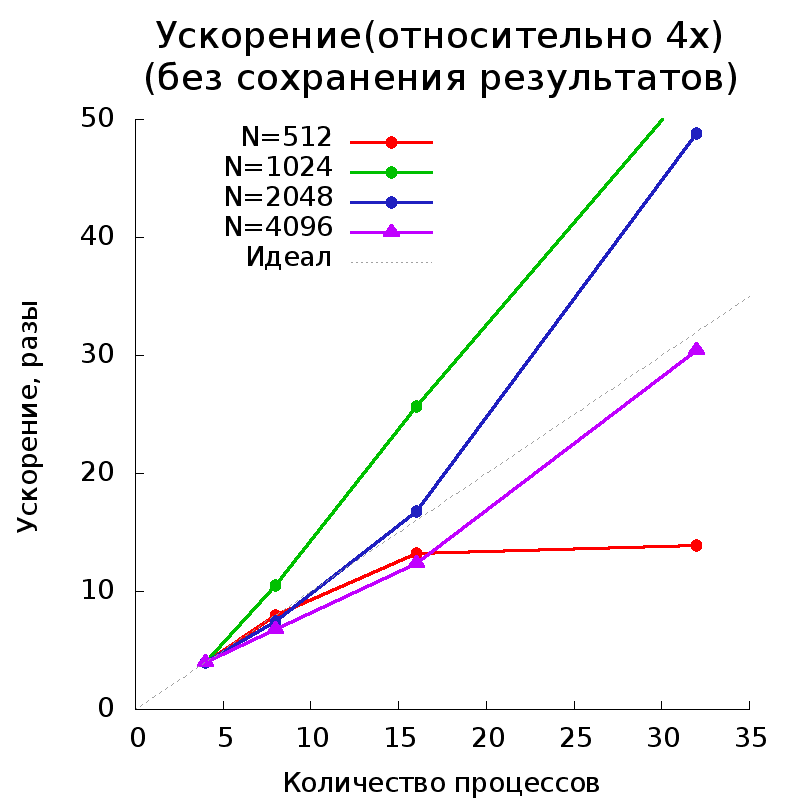 Ускорение(относительно 4x)
(без сохранения результатов)
N=512
N=1024
N=2048
N=4096
Идеал
Ускорение, разы
50
40
30
20
10
0
0 5 10 15 20 25 30 35
Количество процессов